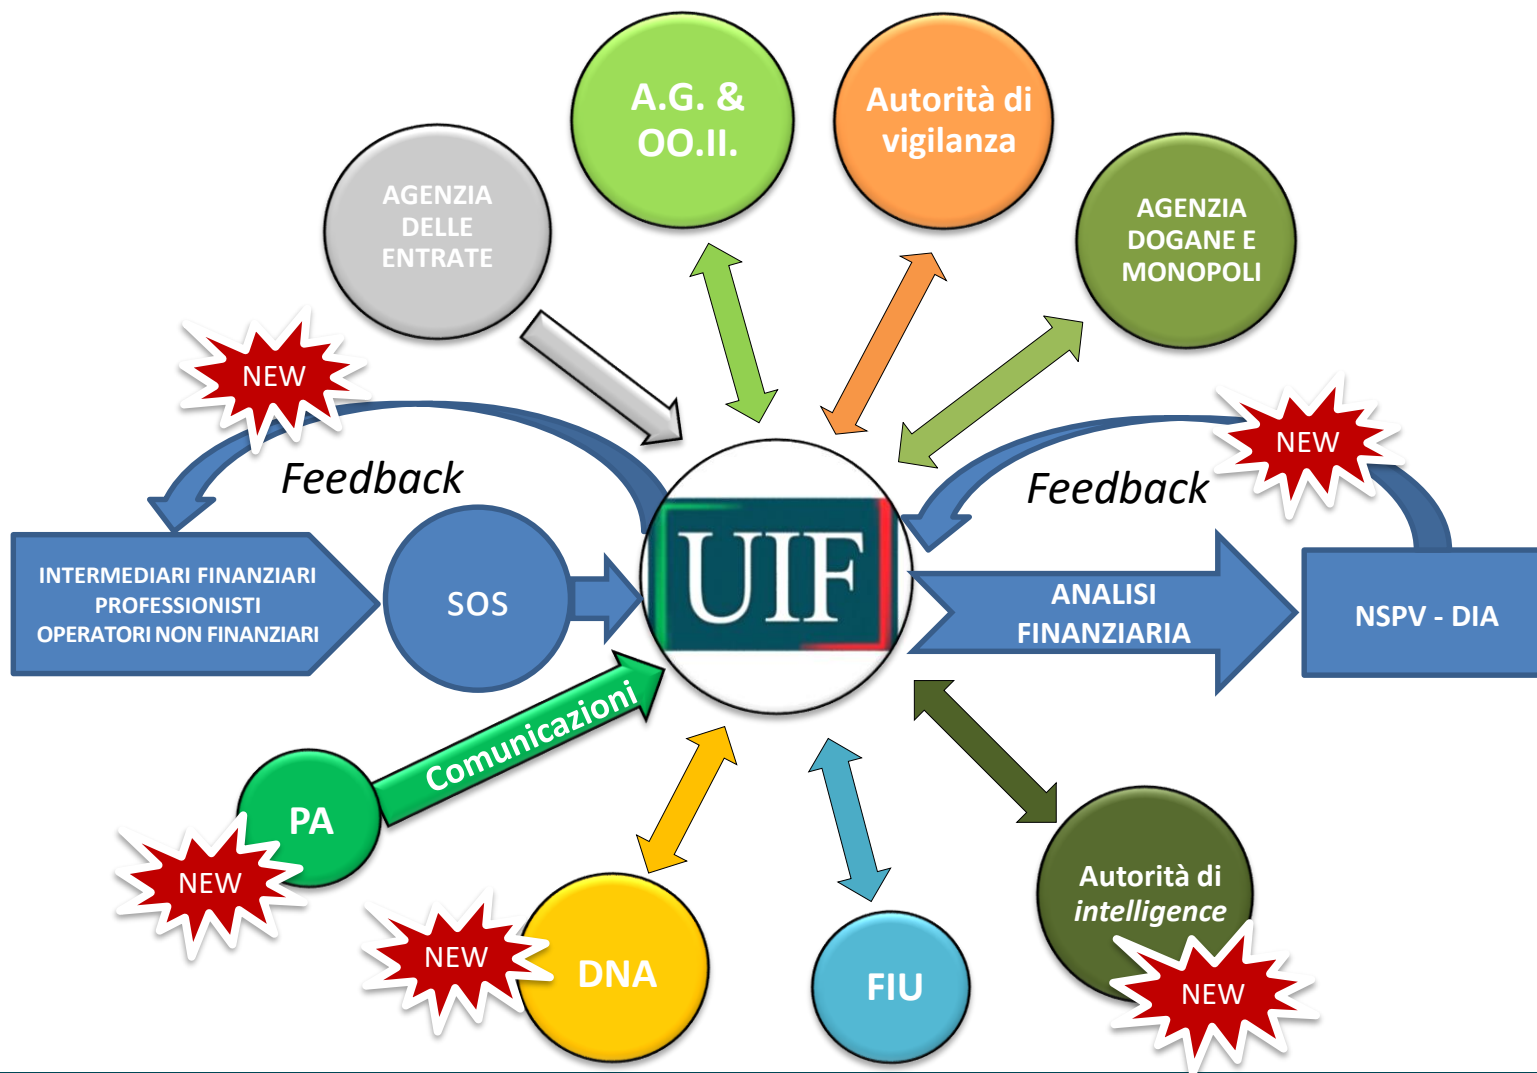 A.G. &
OO.II.
Autorità di
vigilanza
AGENZIA
DELLE
ENTRATE
AGENZIA
DOGANE E
MONOPOLI
NEW
NEW
Feedback
Feedback
UIF
INTERMEDIARI FINANZIARI
PROFESSIONISTI
OPERATORI NON FINANZIARI
SOS
ANALISI
FINANZIARIA
NSPV - DIA
Comunicazioni
PA
NEW
Autorità di
intelligence
NEW
DNA
FIU
NEW